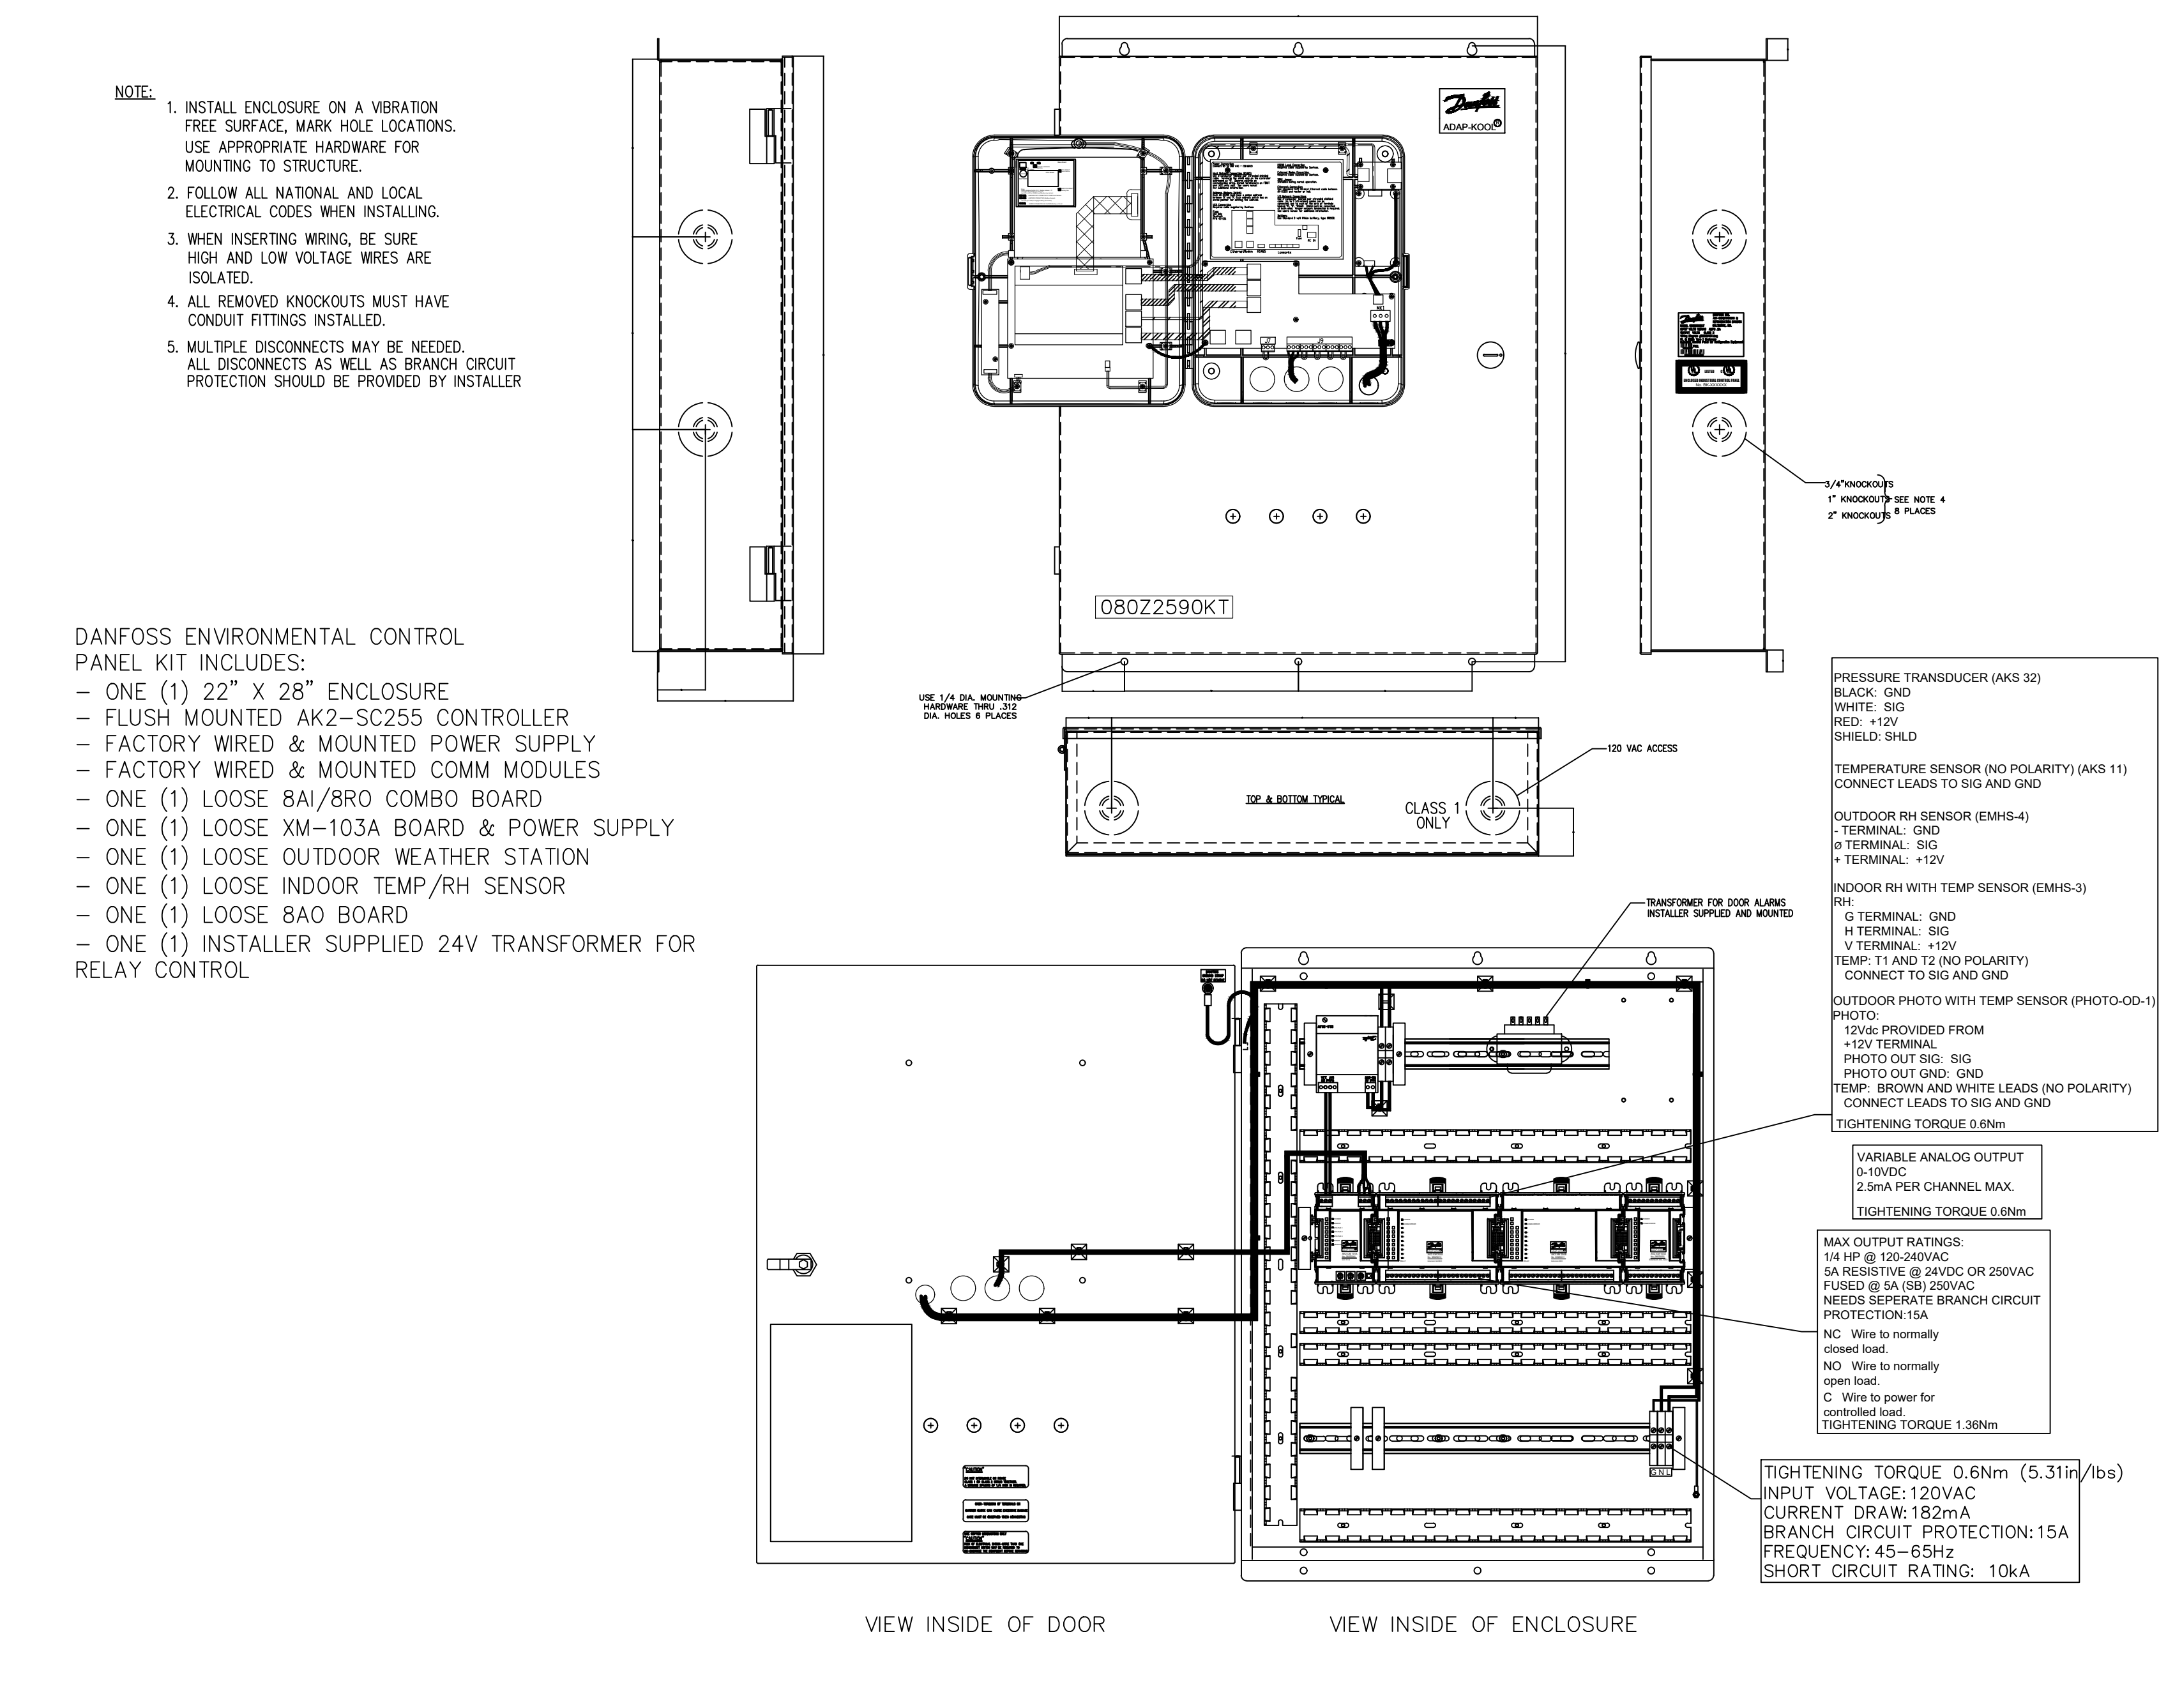 NOTE:
1. INSTALL ENCLOSURE ON A VIBRATION
FREE SURFACE, MARK HOLE LOCATIONS.
USE APPROPRIATE HARDWARE FOR
MOUNTING TO STRUCTURE.
2. FOLLOW ALL NATIONAL AND LOCAL
ELECTRICAL CODES WHEN INSTALLING.
3. WHEN INSERTING WIRING, BE SURE
HIGH AND LOW VOLTAGE WIRES ARE
ISOLATED.
4. ALL REMOVED KNOCKOUTS MUST HAVE
CONDUIT FITTINGS INSTALLED.
5. MULTIPLE DISCONNECTS MAY BE NEEDED.
ALL DISCONNECTS AS WELL AS BRANCH CIRCUIT
PROTECTION SHOULD BE PROVIDED BY INSTALLER
Danfoss
ADAP-KOOL®
J7
J9
080Z2590KT
3/4"KNOCKOUTS
1" KNOCKOUTS
2" KNOCKOUTS
SEE NOTE 4
8 PLACES
USE 1/4 DIA. MOUNTING
HARDWARE THRU .312
DIA. HOLES 6 PLACES
120 VAC ACCESS
TOP & BOTTOM TYPICAL
CLASS 1
ONLY
DANFOSS ENVIRONMENTAL CONTROL
PANEL KIT INCLUDES:
– ONE (1) 22" X 28" ENCLOSURE
– FLUSH MOUNTED AK2–SC255 CONTROLLER
– FACTORY WIRED & MOUNTED POWER SUPPLY
– FACTORY WIRED & MOUNTED COMM MODULES
– ONE (1) LOOSE 8AI/8RO COMBO BOARD
– ONE (1) LOOSE XM–103A BOARD & POWER SUPPLY
– ONE (1) LOOSE OUTDOOR WEATHER STATION
– ONE (1) LOOSE INDOOR TEMP/RH SENSOR
– ONE (1) LOOSE 8AO BOARD
– ONE (1) INSTALLER SUPPLIED 24V TRANSFORMER FOR
RELAY CONTROL
TRANSFORMER FOR DOOR ALARMS
INSTALLER SUPPLIED AND MOUNTED
PRESSURE TRANSDUCER (AKS 32)
BLACK: GND
WHITE: SIG
RED: +12V
SHIELD: SHLD
TEMPERATURE SENSOR (NO POLARITY) (AKS 11)
CONNECT LEADS TO SIG AND GND
OUTDOOR RH SENSOR (EMHS-4)
- TERMINAL: GND
ø TERMINAL: SIG
+ TERMINAL: +12V
INDOOR RH WITH TEMP SENSOR (EMHS-3)
RH:
G TERMINAL: GND
H TERMINAL: SIG
V TERMINAL: +12V
TEMP: T1 AND T2 (NO POLARITY)
CONNECT TO SIG AND GND
OUTDOOR PHOTO WITH TEMP SENSOR (PHOTO-OD-1)
PHOTO:
12Vdc PROVIDED FROM
+12V TERMINAL
PHOTO OUT SIG: SIG
PHOTO OUT GND: GND
TEMP: BROWN AND WHITE LEADS (NO POLARITY)
CONNECT LEADS TO SIG AND GND
TIGHTENING TORQUE 0.6Nm
VARIABLE ANALOG OUTPUT
0-10VDC
2.5mA PER CHANNEL MAX.
TIGHTENING TORQUE 0.6Nm
MAX OUTPUT RATINGS:
1/4 HP @ 120-240VAC
5A RESISTIVE @ 24VDC OR 250VAC
FUSED @ 5A (SB) 250VAC
NEEDS SEPERATE BRANCH CIRCUIT
PROTECTION:15A
NC Wire to normally
closed load.
NO Wire to normally
open load.
C Wire to power for
controlled load.
TIGHTENING TORQUE 1.36Nm
G N L
TIGHTENING TORQUE 0.6Nm (5.31in/lbs)
INPUT VOLTAGE:120VAC
CURRENT DRAW:182mA
BRANCH CIRCUIT PROTECTION:15A
FREQUENCY:45–65Hz
SHORT CIRCUIT RATING: 10kA
VIEW INSIDE OF DOOR
VIEW INSIDE OF ENCLOSURE